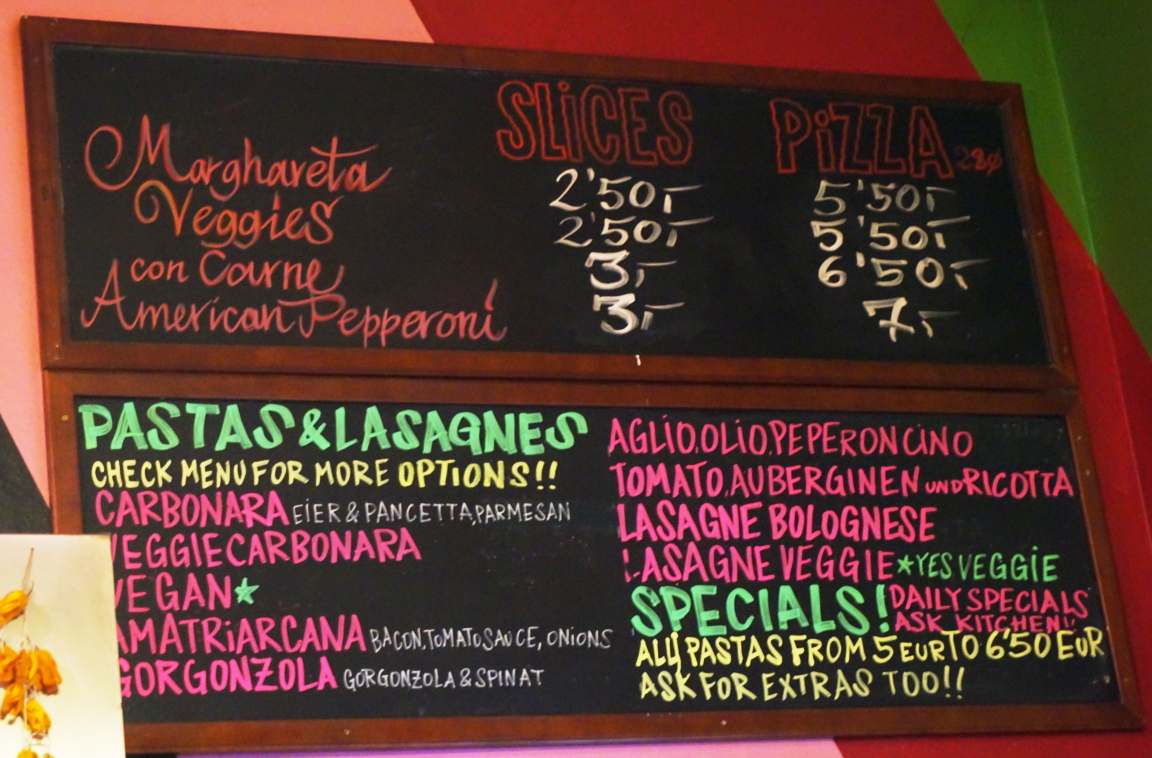 SLiCES PiZZA 22ø
Marghareta 2'50,- 5'50,-
Veggies 2'50,- 5'50,-
con Carne 3,- 6'50,-
American Pepperoni 3,- 7,-
PASTAS & LASAGNES
CHECK MENU FOR MORE OPTIONS!!
CARBONARA EIER & PANCETTA,PARMESAN
VEGGIE CARBONARA
VEGAN*
AMATRiARCANA BACON,TOMATOSAUCE, ONIONS
GORGONZOLA GORGONZOLA & SPINAT
AGLIO,OLIO,PEPERONCINO
TOMATO,AUBERGINEN UND RICOTTA
LASAGNE BOLOGNESE
LASAGNE VEGGIE *YES VEGGiE
SPECIALS! DAILY SPECIALS
ASK KITCHEN!!
ALL PASTAS FROM 5 EUR TO 6'50 EUR
ASK FOR EXTRAS TOO!!